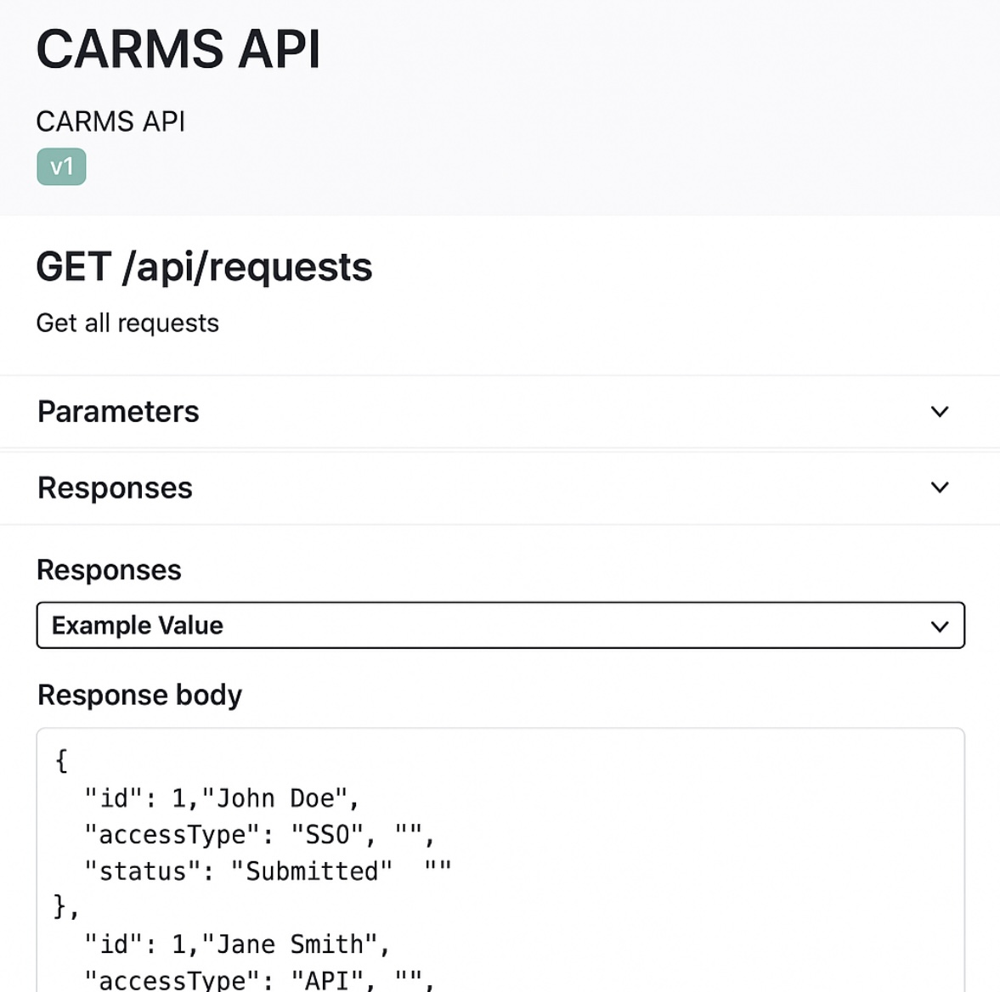 CARMS API
CARMS API
v1
GET /api/requests
Get all requests
Parameters
Responses
Responses
Example Value
Response body
{
"id": 1,"John Doe",
"accessType": "SSO", "",
"status": "Submitted"  ""
},
"id": 1,"Jane Smith",
"accessType": "API", "",